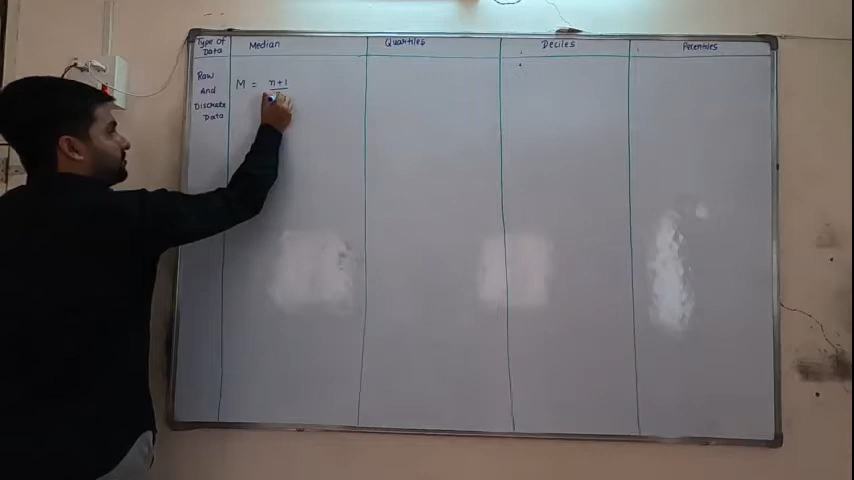 Type of Data
Median
Quartiles
Deciles
Percentiles
Raw
And
Discrete
Data
M = n+1